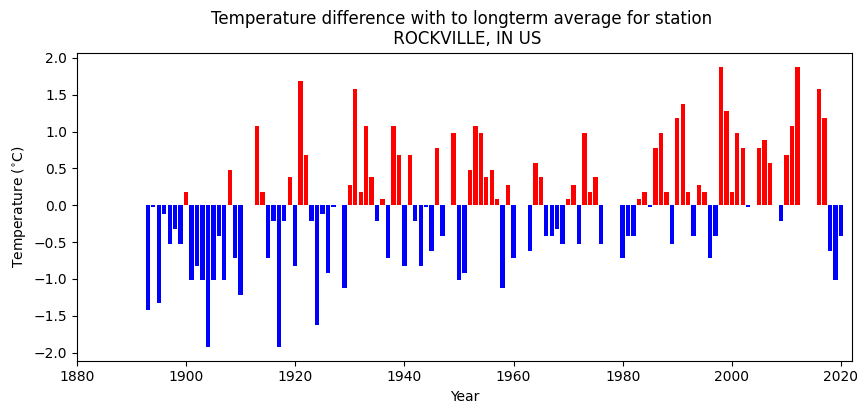 Temperature difference with to longterm average for station
ROCKVILLE, IN US
Temperature (°C)
2.0
1.5
1.0
0.5
0.0
−0.5
−1.0
−1.5
−2.0
1880 1900 1920 1940 1960 1980 2000 2020
Year